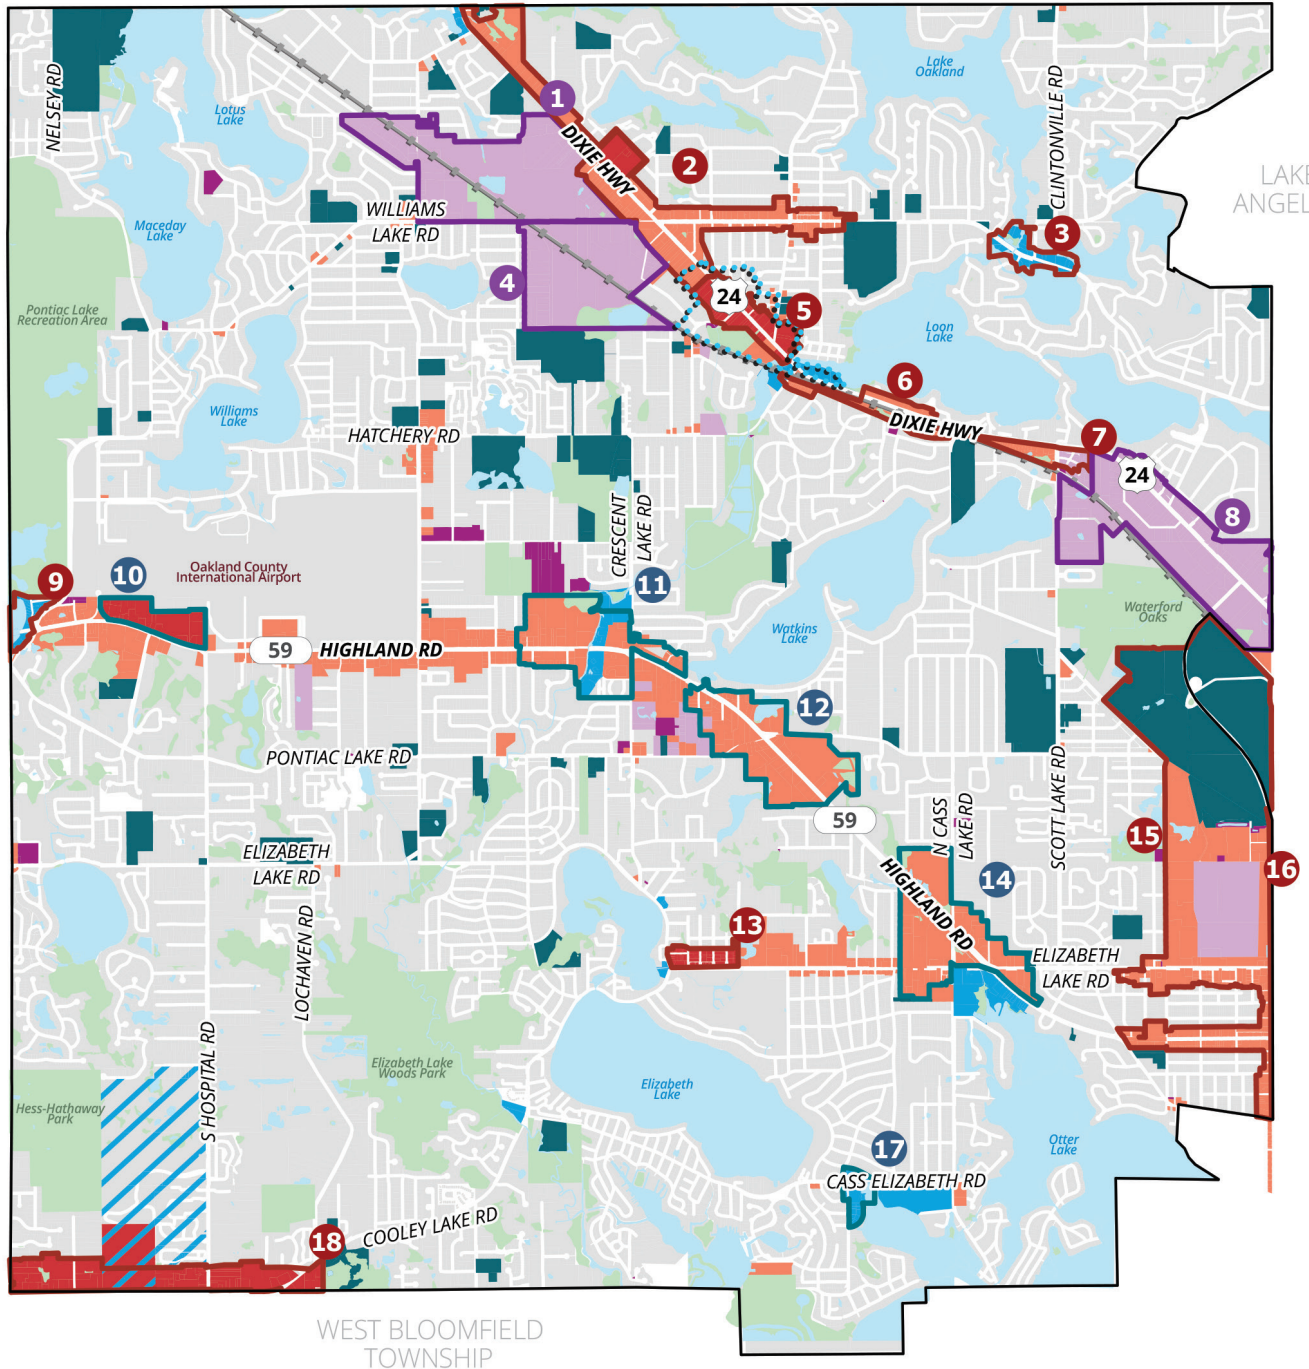 NELSEY RD
Lotus
Lake
Lake
Oakland
CLINTONVILLE RD
1
DIXIE HWY
2
LAKE
ANGEL
WILLIAMS
LAKE RD
Maceday
Lake
3
4
24
5
Pontiac Lake
Recreation Area
Loon
Lake
Williams
Lake
6
DIXIE HWY
HATCHERY RD
7
24
8
CRESCENT
LAKE RD
Oakland County
International Airport
9
10
11
Waterford
Oaks
Watkins
Lake
59
HIGHLAND RD
12
PONTIAC LAKE RD
SCOTT LAKE RD
59
N CASS
LAKE RD
15
16
ELIZABETH
LAKE RD
HIGHLAND RD
14
LOCHAVEN RD
13
ELIZABETH
LAKE RD
S HOSPITAL RD
Elizabeth Lake
Woods Park
Elizabeth
Lake
Hess-Hathaway
Park
17
Otter
Lake
CASS ELIZABETH RD
18
COOLEY LAKE RD
WEST BLOOMFIELD
TOWNSHIP